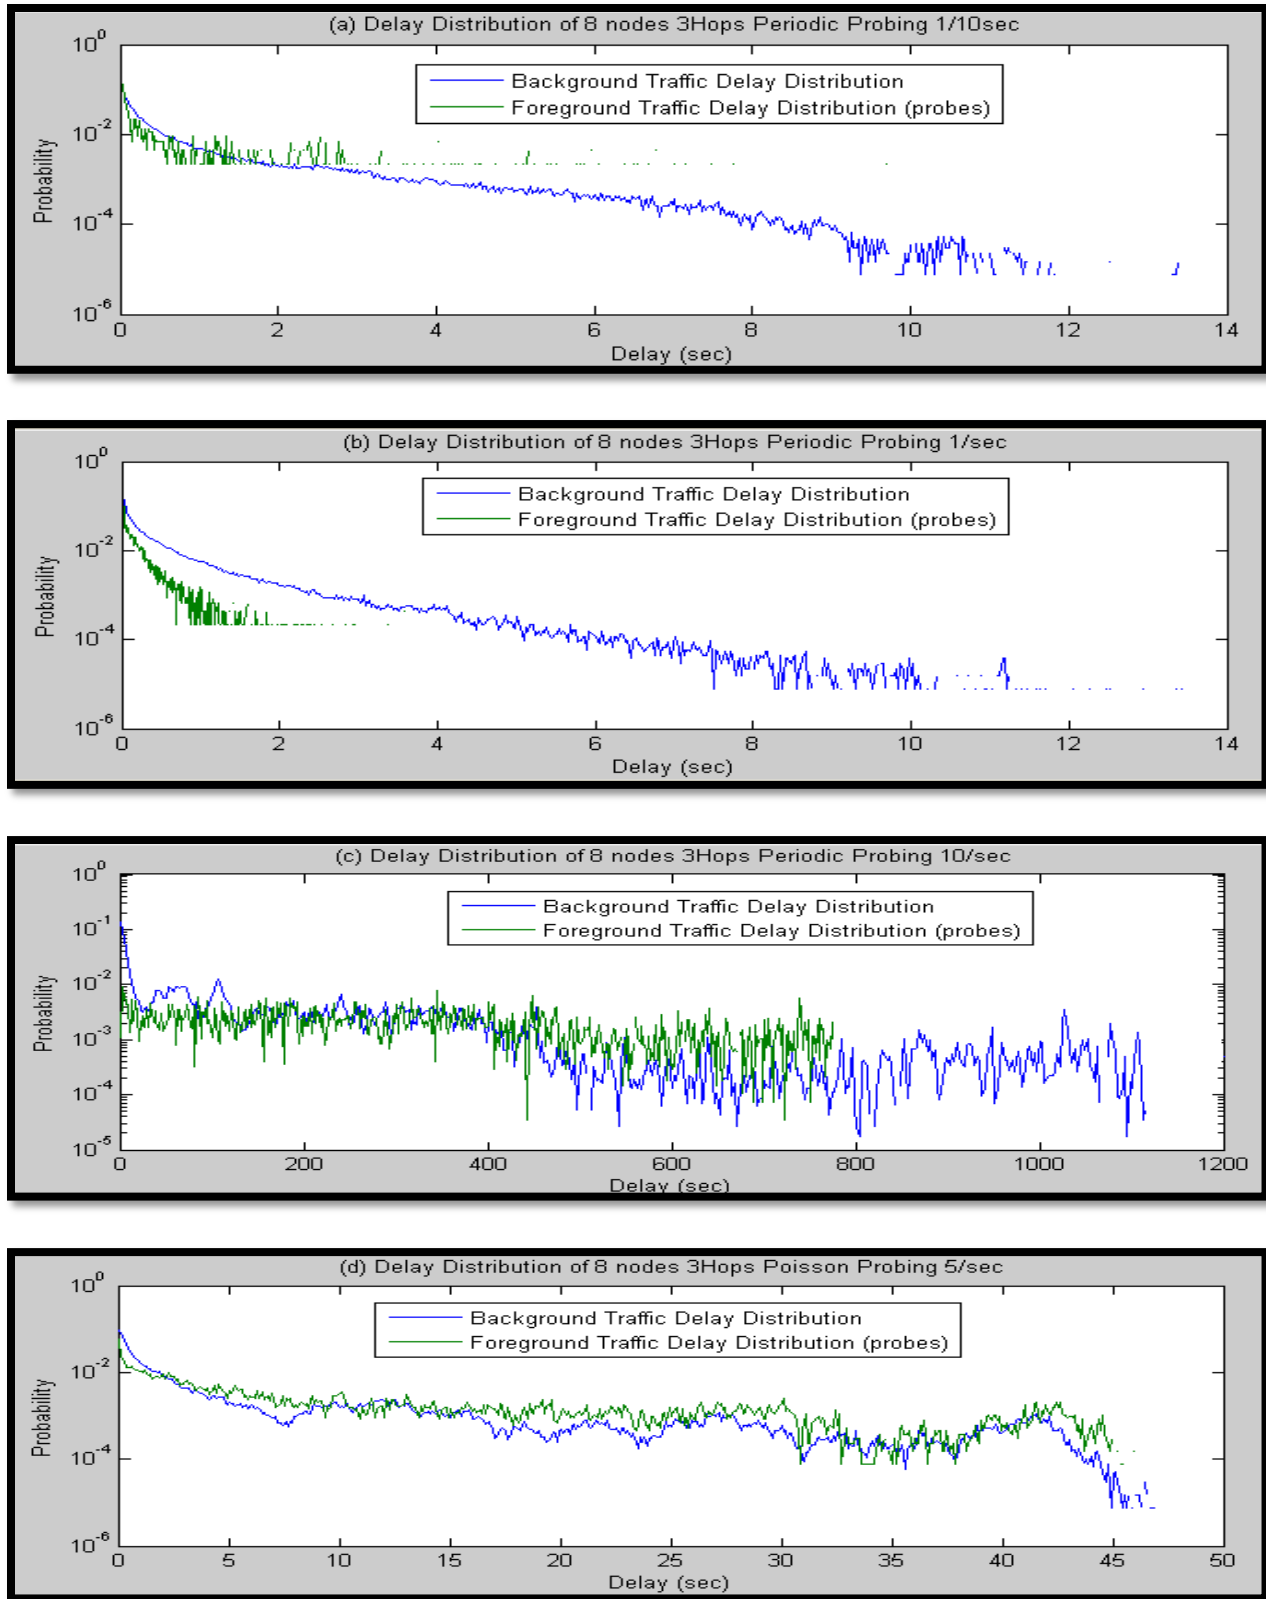 (a) Delay Distribution of 8 nodes 3Hops Periodic Probing 1/10sec
10^0
10^-2
10^-4
10^-6
Probability
Background Traffic Delay Distribution
Foreground Traffic Delay Distribution (probes)
0 2 4 6 8 10 12 14
Delay (sec)
(b) Delay Distribution of 8 nodes 3Hops Periodic Probing 1/sec
10^0
10^-2
10^-4
10^-6
Probability
Background Traffic Delay Distribution
Foreground Traffic Delay Distribution (probes)
0 2 4 6 8 10 12 14
Delay (sec)
(c) Delay Distribution of 8 nodes 3Hops Periodic Probing 10/sec
10^0
10^-1
10^-2
10^-3
10^-4
10^-5
Probability
Background Traffic Delay Distribution
Foreground Traffic Delay Distribution (probes)
0 200 400 600 800 1000 1200
Delay (sec)
(d) Delay Distribution of 8 nodes 3Hops Poisson Probing 5/sec
10^0
10^-2
10^-4
10^-6
Probability
Background Traffic Delay Distribution
Foreground Traffic Delay Distribution (probes)
0 5 10 15 20 25 30 35 40 45 50
Delay (sec)